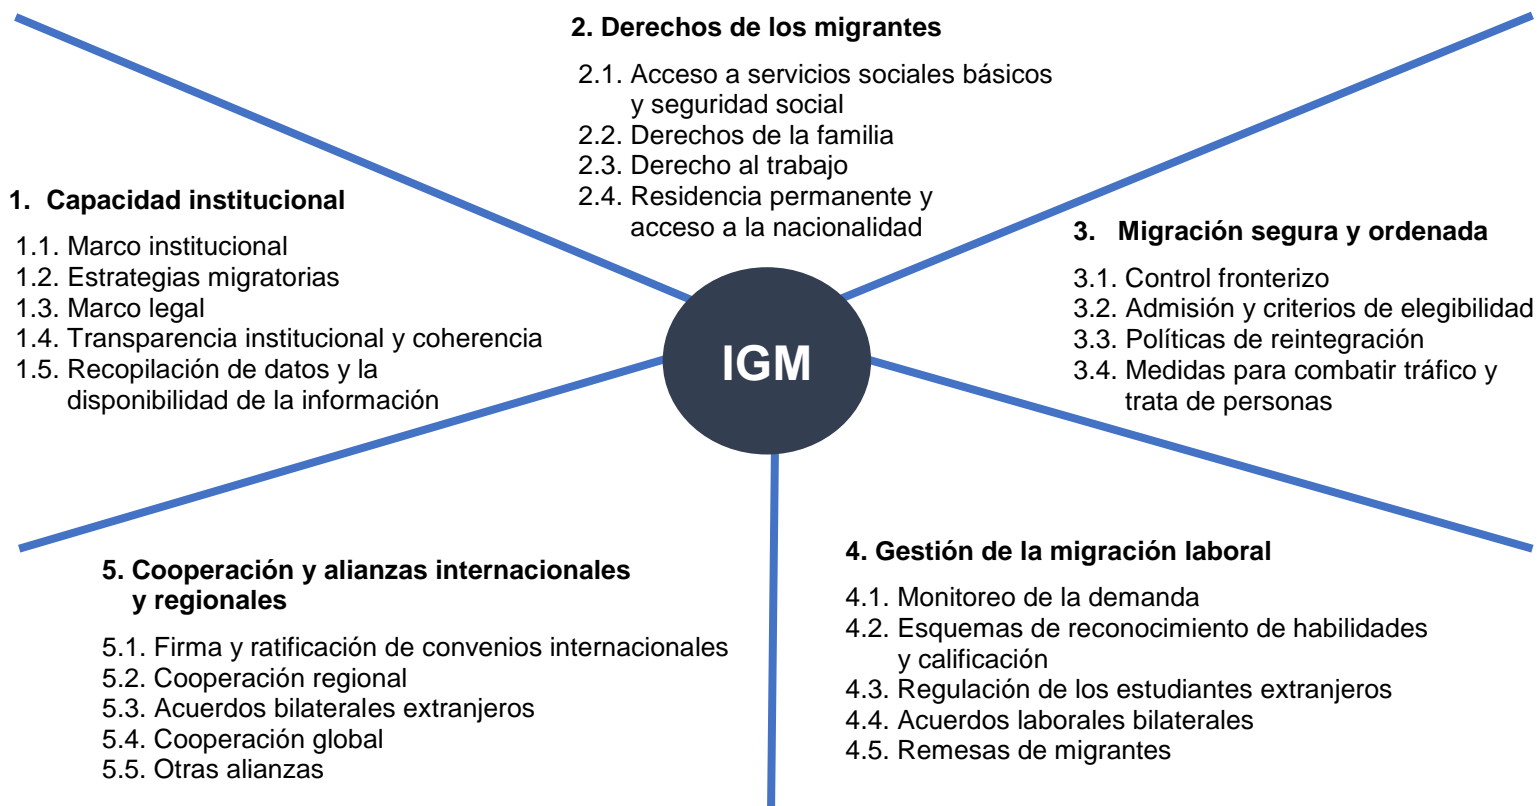 2. Derechos de los migrantes
2.1. Acceso a servicios sociales básicos
y seguridad social
2.2. Derechos de la familia
2.3. Derecho al trabajo
2.4. Residencia permanente y
acceso a la nacionalidad
1. Capacidad institucional
1.1. Marco institucional
1.2. Estrategias migratorias
1.3. Marco legal
1.4. Transparencia institucional y coherencia
1.5. Recopilación de datos y la
disponibilidad de la información
IGM
3. Migración segura y ordenada
3.1. Control fronterizo
3.2. Admisión y criterios de elegibilidad
3.3. Políticas de reintegración
3.4. Medidas para combatir tráfico y
trata de personas
5. Cooperación y alianzas internacionales
y regionales
5.1. Firma y ratificación de convenios internacionales
5.2. Cooperación regional
5.3. Acuerdos bilaterales extranjeros
5.4. Cooperación global
5.5. Otras alianzas
4. Gestión de la migración laboral
4.1. Monitoreo de la demanda
4.2. Esquemas de reconocimiento de habilidades
y calificación
4.3. Regulación de los estudiantes extranjeros
4.4. Acuerdos laborales bilaterales
4.5. Remesas de migrantes